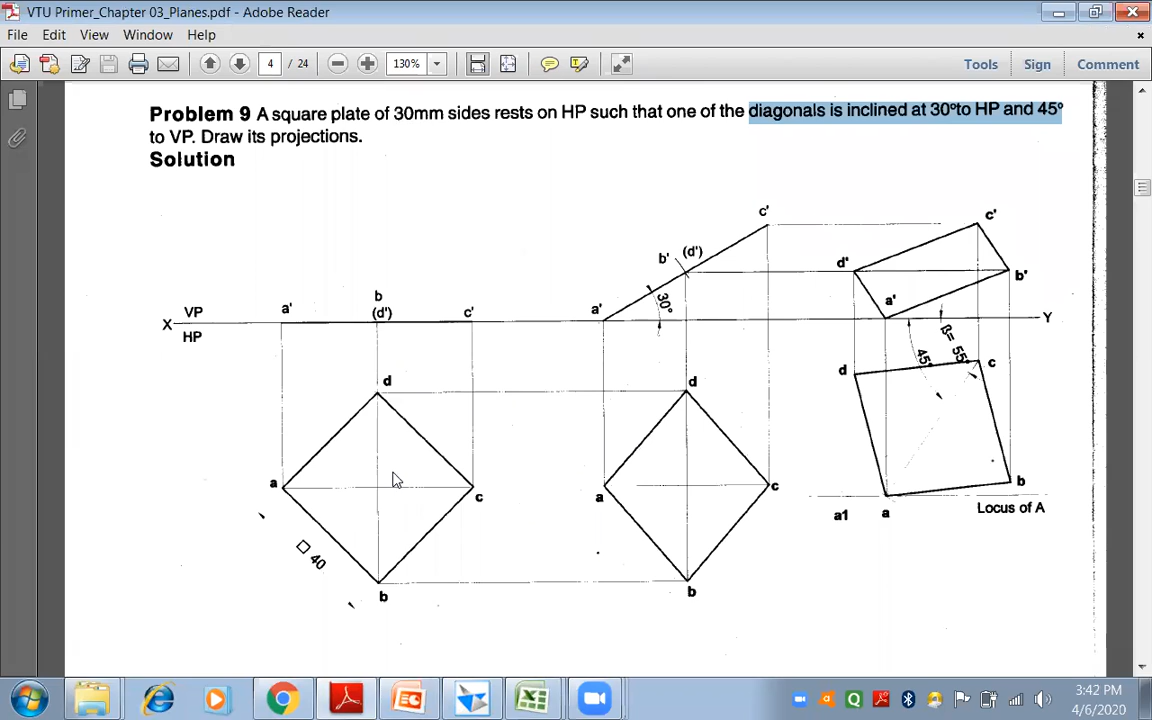 VTU Primer_Chapter 03_Planes.pdf - Adobe Reader
File Edit View Window Help
4 / 24 130% Tools Sign Comment
Problem 9 A square plate of 30mm sides rests on HP such that one of the diagonals is inclined at 30ºto HP and 45º
to VP. Draw its projections.
Solution
c' c'
b' (d') d' b'
b
VP a' (d') c' a' 30° a'
X Y
HP
45° β= 55°
d d d c
a c a c b
a1 a Locus of A
□ 40
b b
3:42 PM
4/6/2020